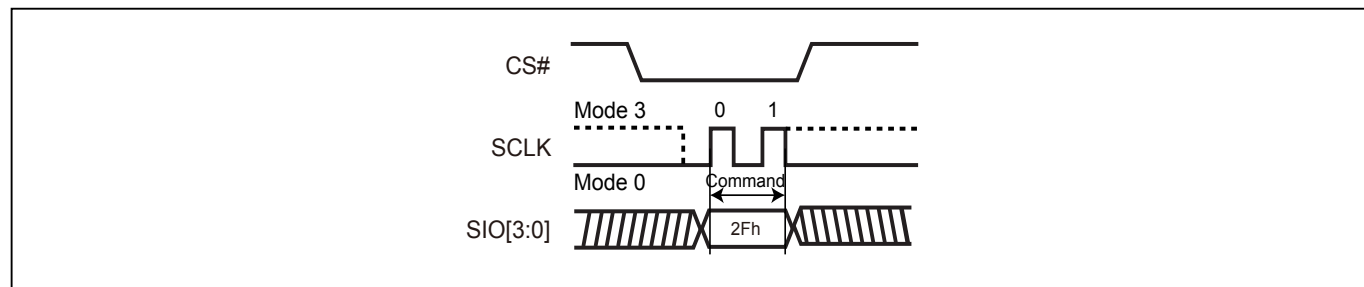 CS#
Mode 3 0 1
SCLK
Mode 0 Command
SIO[3:0] 2Fh